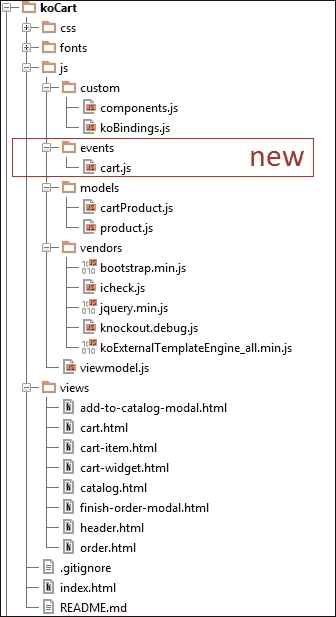 koCart
css
fonts
js
custom
components.js
koBindings.js
events
new
cart.js
models
cartProduct.js
product.js
vendors
bootstrap.min.js
icheck.js
jquery.min.js
knockout.debug.js
koExternalTemplateEngine_all.min.js
viewmodel.js
views
add-to-catalog-modal.html
cart.html
cart-item.html
cart-widget.html
catalog.html
finish-order-modal.html
header.html
order.html
.gitignore
index.html
README.md